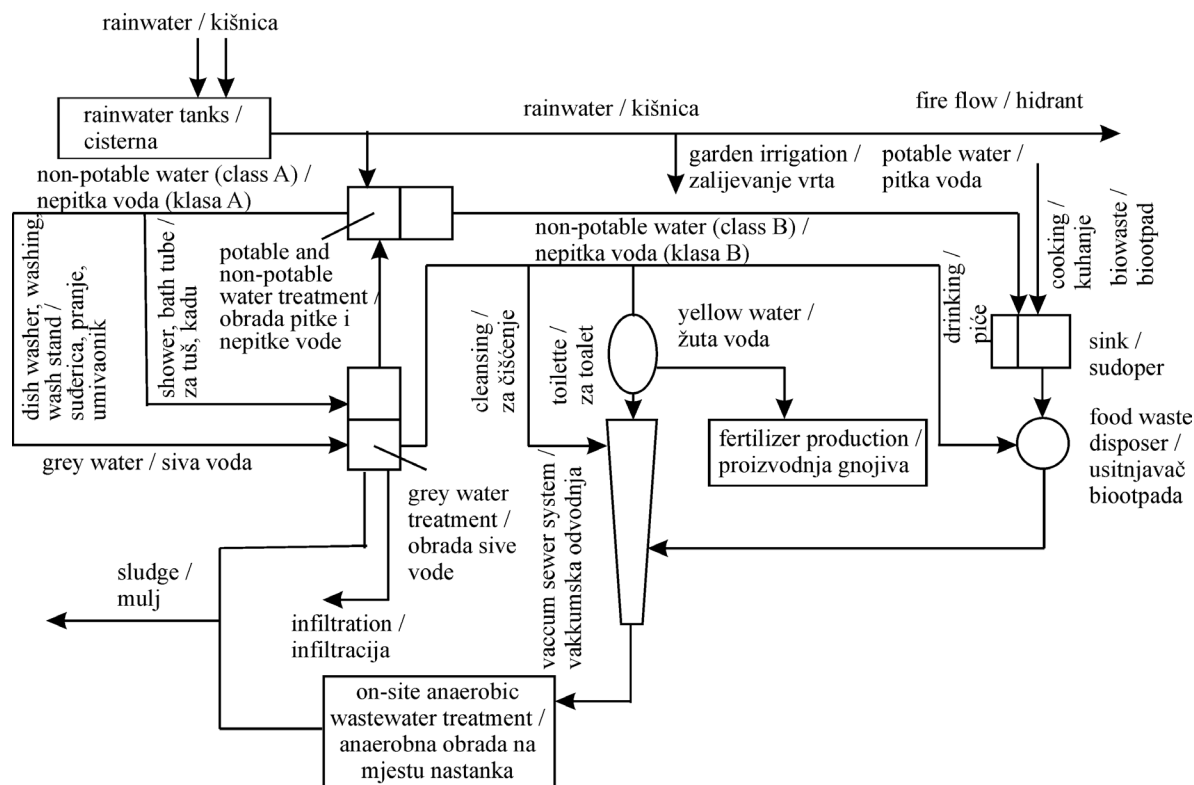 rainwater / kišnica
rainwater tanks /
cisterna
rainwater / kišnica
fire flow / hidrant
non-potable water (class A) /
nepitka voda (klasa A)
garden irrigation /
zalijevanje vrta
potable water /
pitka voda
dish washer, washing,
wash stand /
suđerica, pranje,
umivaonik
shower, bath tube /
za tuš, kadu
potable and
non-potable
water treatment /
obrada pitke i
nepitke vode
non-potable water (class B) /
nepitka voda (klasa B)
cleansing /
za čišćenje
toilette /
za toalet
yellow water /
žuta voda
drinking /
piće
cooking /
kuhanje
biowaste /
biootpad
sink /
sudoper
grey water / siva voda
fertilizer production /
proizvodnja gnojiva
food waste
disposer /
usitnjavač
biootpada
grey water
treatment /
obrada sive
vode
vaccum sewer system /
vakkumska odvodnja
sludge /
mulj
infiltration /
infiltracija
on-site anaerobic
wastewater treatment /
anaerobna obrada na
mjestu nastanka